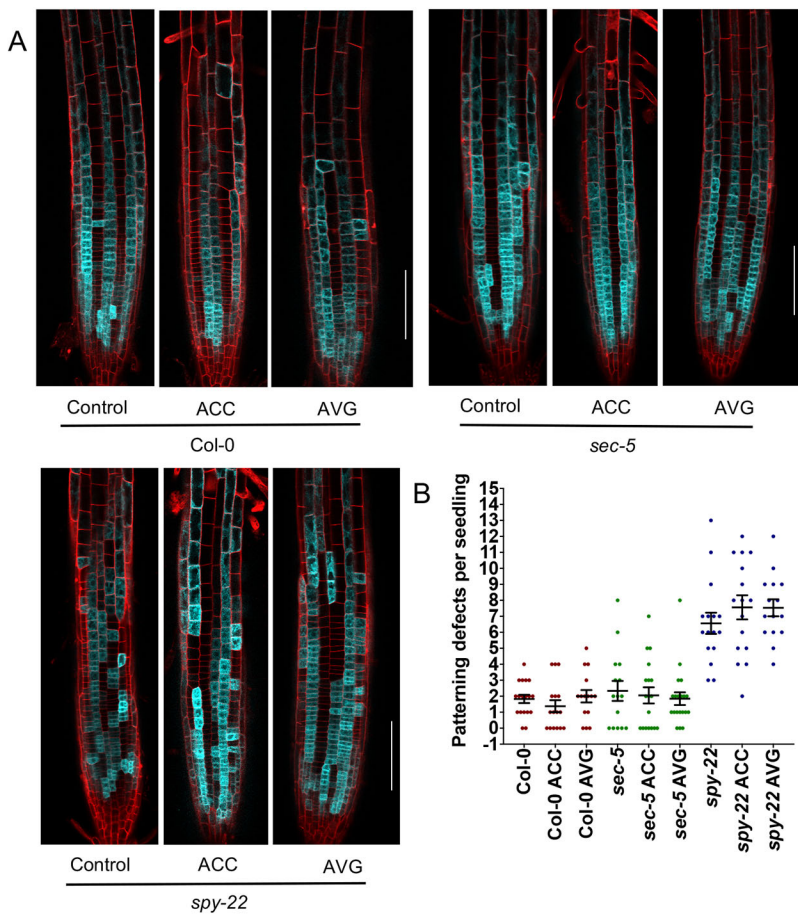 A
Control ACC AVG
Col-0
Control ACC AVG
sec-5
Control ACC AVG
spy-22
B
Patterning defects per seedling
15
14
13
12
11
10
9
8
7
6
5
4
3
2
1
0
-1
Col-0
Col-0 ACC
Col-0 AVG
sec-5
sec-5 ACC
sec-5 AVG
spy-22
spy-22 ACC
spy-22 AVG